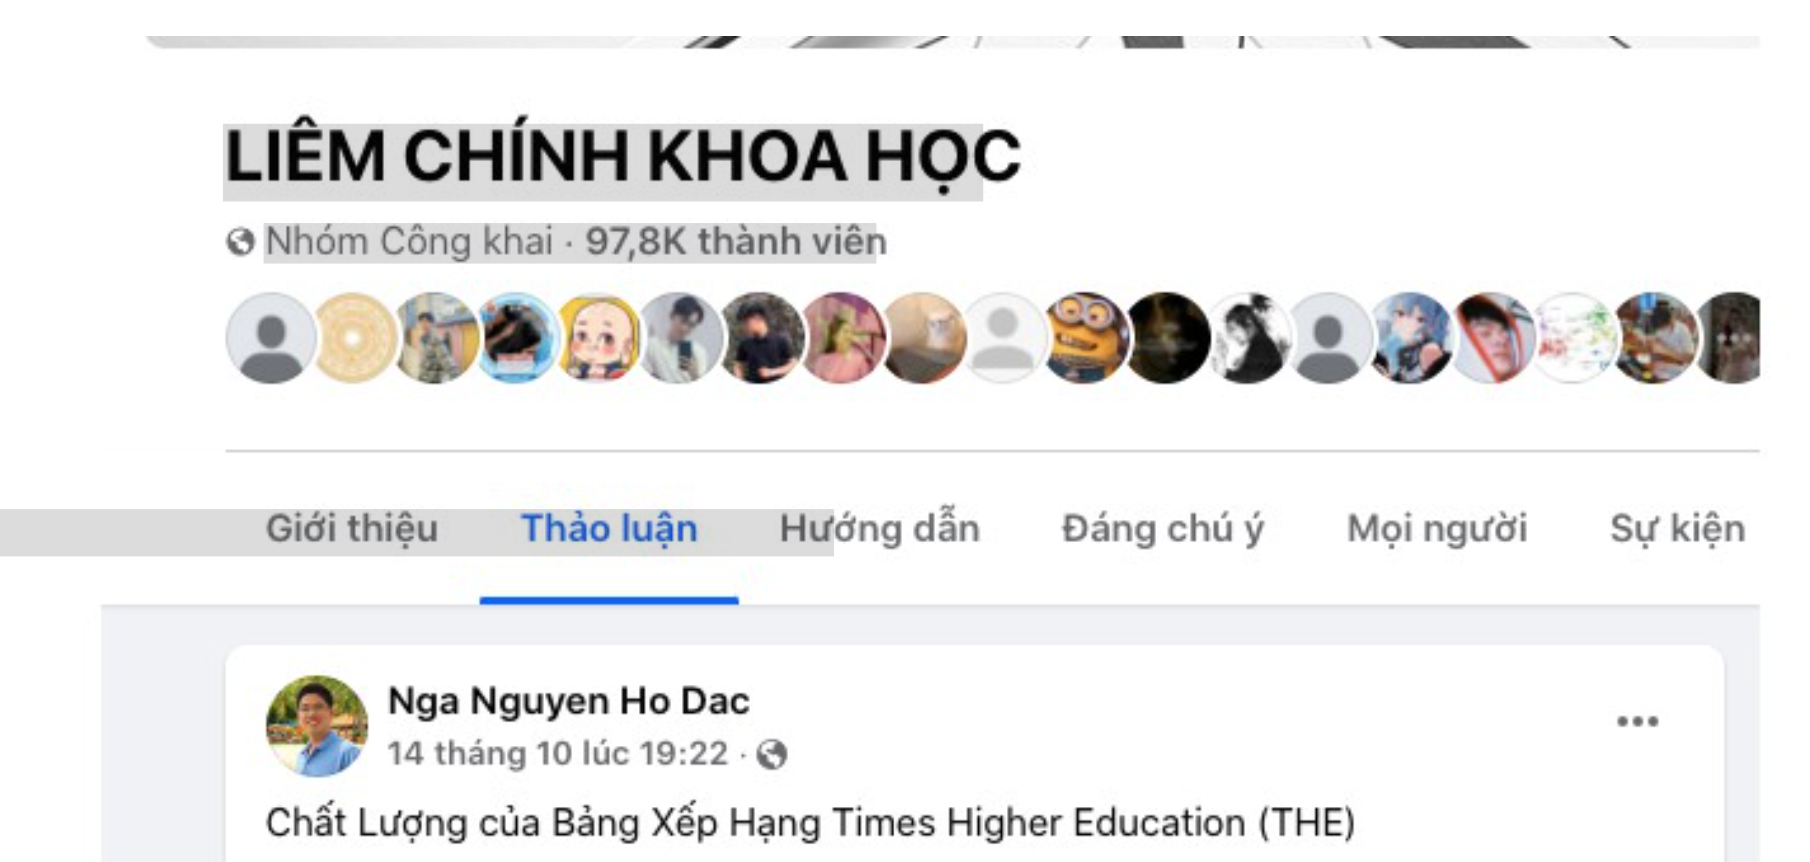 LIÊM CHÍNH KHOA HỌC
Nhóm Công khai · 97,8K thành viên
Giới thiệu Thảo luận Hướng dẫn Đáng chú ý Mọi người Sự kiện
Nga Nguyen Ho Dac
14 tháng 10 lúc 19:22 ·
Chất Lượng của Bảng Xếp Hạng Times Higher Education (THE)